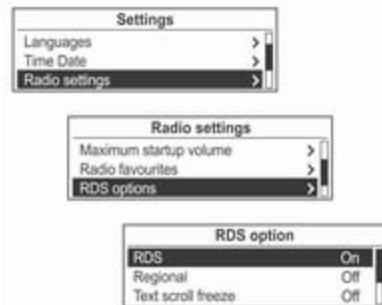 Settings
Languages >
Time Date >
Radio settings >
Radio settings
Maximum startup volume >
Radio favourites >
RDS options >
RDS option
RDS On
Regional Off
Text scroll freeze Off